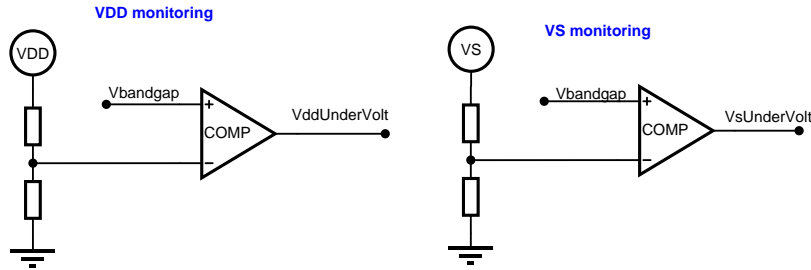 VDD monitoring
VDD
Vbandgap
+
COMP
−
VddUnderVolt
VS monitoring
VS
Vbandgap
+
COMP
−
VsUnderVolt